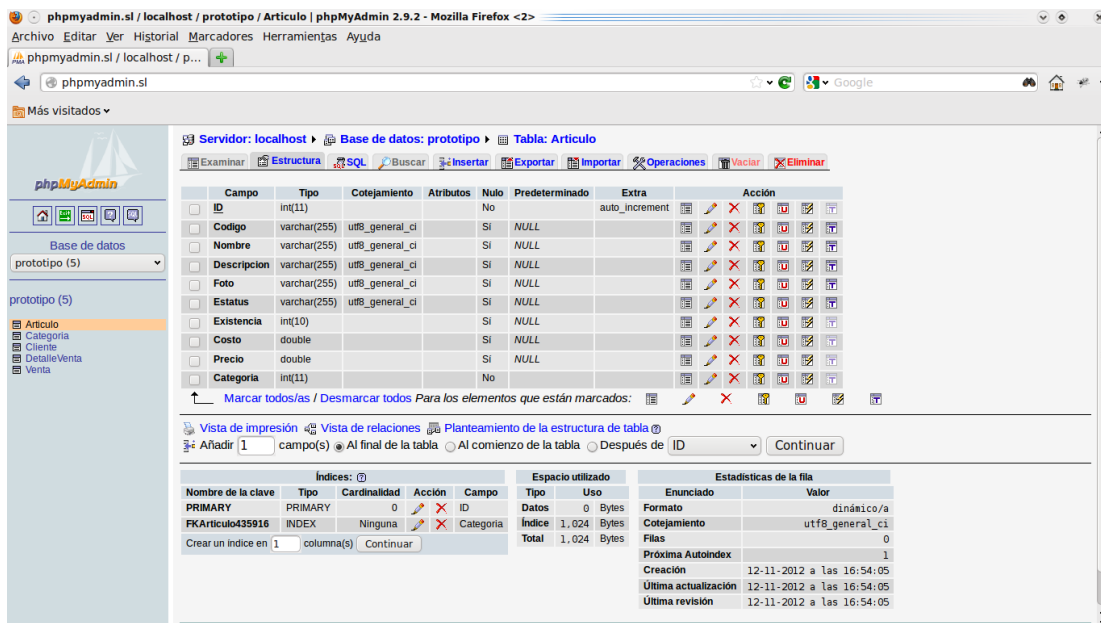 phpmyadmin.sl / localhost / prototipo / Articulo | phpMyAdmin 2.9.2 - Mozilla Firefox <2>
Archivo Editar Ver Historial Marcadores Herramientas Ayuda
phpmyadmin.sl / localhost / p...
phpmyadmin.sl Google
Más visitados
phpMyAdmin
Base de datos
prototipo (5)
prototipo (5)
Articulo
Categoria
Cliente
DetalleVenta
Venta
Servidor: localhost Base de datos: prototipo Tabla: Articulo
Examinar Estructura SQL Buscar Insertar Exportar Importar Operaciones Vaciar Eliminar
Campo Tipo Cotejamiento Atributos Nulo Predeterminado Extra Acción
ID int(11) No auto_increment
Codigo varchar(255) utf8_general_ci Sí NULL
Nombre varchar(255) utf8_general_ci Sí NULL
Descripcion varchar(255) utf8_general_ci Sí NULL
Foto varchar(255) utf8_general_ci Sí NULL
Estatus varchar(255) utf8_general_ci Sí NULL
Existencia int(10) Sí NULL
Costo double Sí NULL
Precio double Sí NULL
Categoria int(11) No
Marcar todos/as / Desmarcar todos Para los elementos que están marcados:
Vista de impresión Vista de relaciones Planteamiento de la estructura de tabla
Añadir 1 campo(s) Al final de la tabla Al comienzo de la tabla Después de ID Continuar
Índices:
Nombre de la clave Tipo Cardinalidad Acción Campo
PRIMARY PRIMARY 0 ID
FKArticulo435916 INDEX Ninguna Categoria
Crear un índice en 1 columna(s) Continuar
Espacio utilizado
Tipo Uso
Datos 0 Bytes
Índice 1,024 Bytes
Total 1,024 Bytes
Estadísticas de la fila
Enunciado Valor
Formato dinámico/a
Cotejamiento utf8_general_ci
Filas 0
Próxima Autoindex 1
Creación 12-11-2012 a las 16:54:05
Última actualización 12-11-2012 a las 16:54:05
Última revisión 12-11-2012 a las 16:54:05